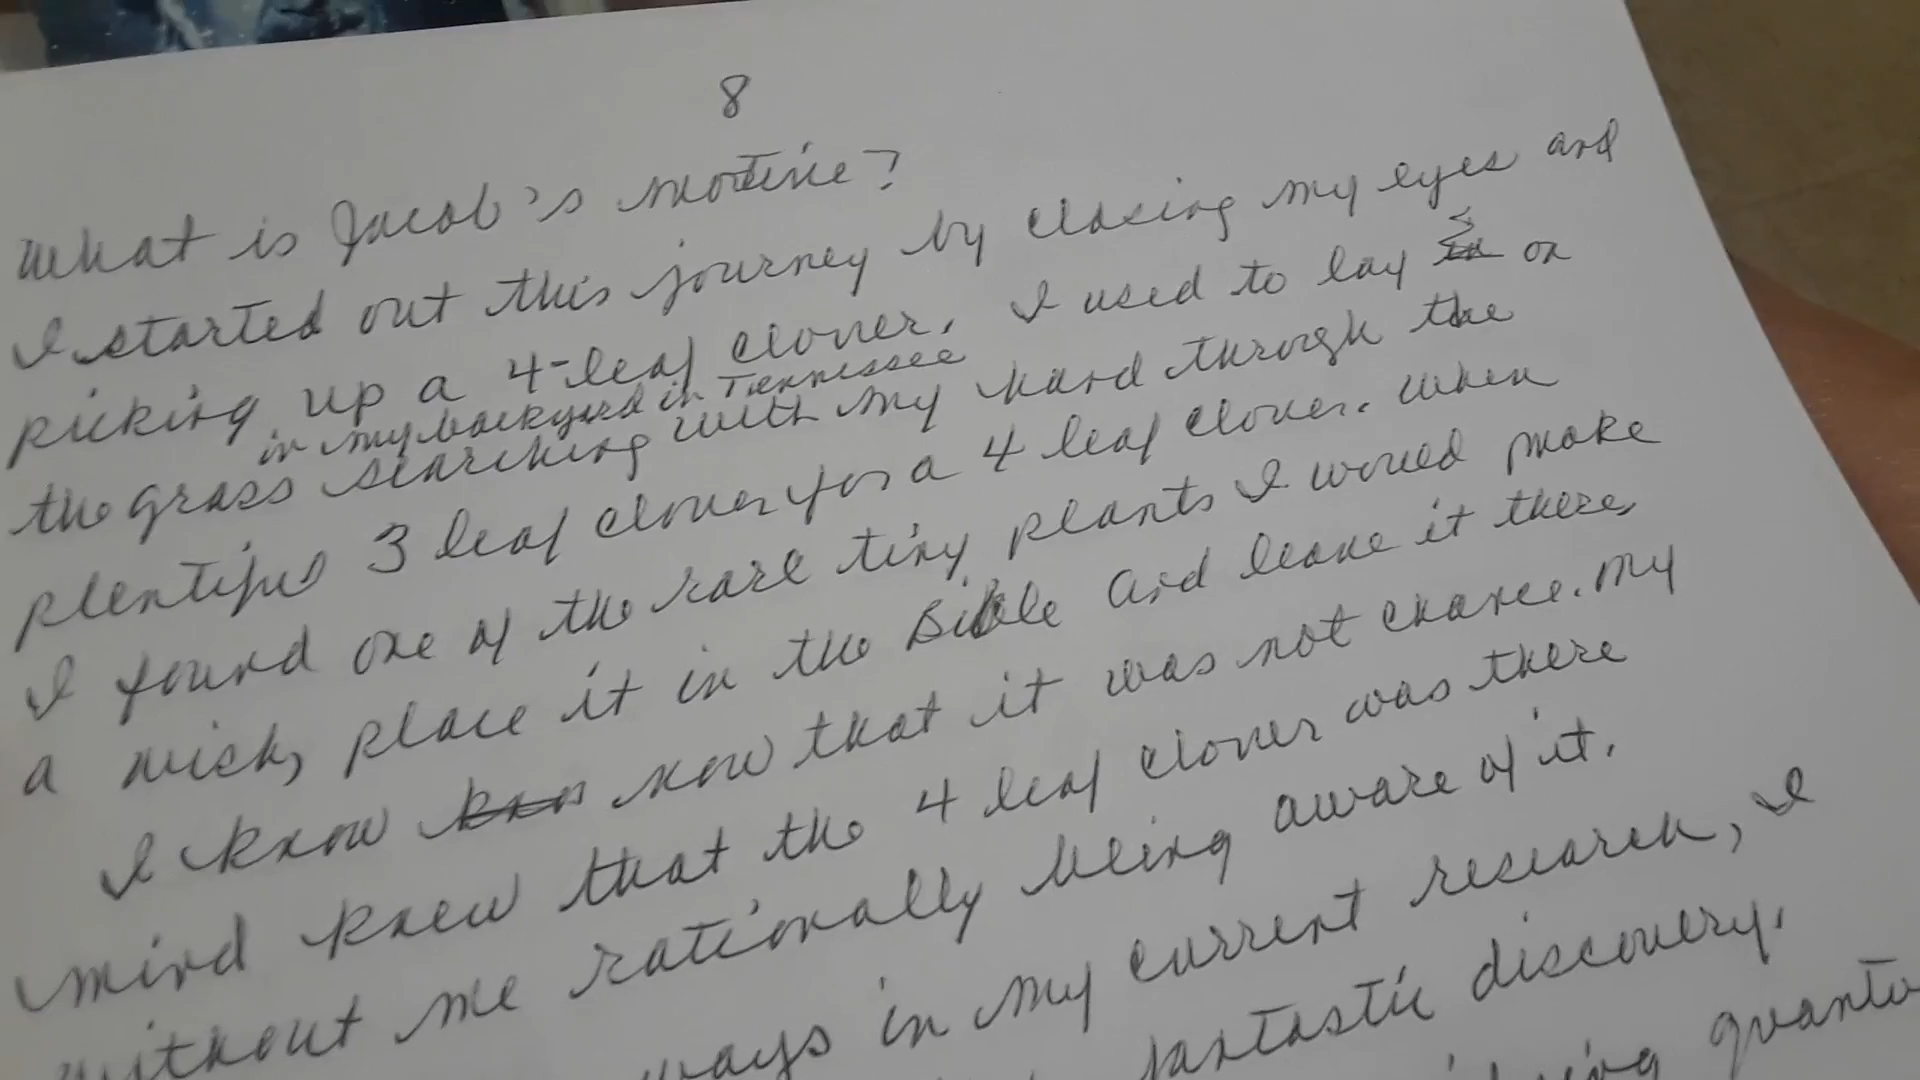 8
What is Jacob's motive?
I started out this journey by closing my eyes and
picking up a 4-leaf clover. I used to lay in on
in my backyard in Tennessee
the grass searching with my hand through the
plentiful 3 leaf clover for a 4 leaf clover. When
I found one of the rare tiny plants I would make
a wish, place it in the Bible and leave it there.
I know now that it was not chance. My
mind knew that the 4 leaf clover was there
without me rationally being aware of it.
ways in my current research, I
fantastic discovery.